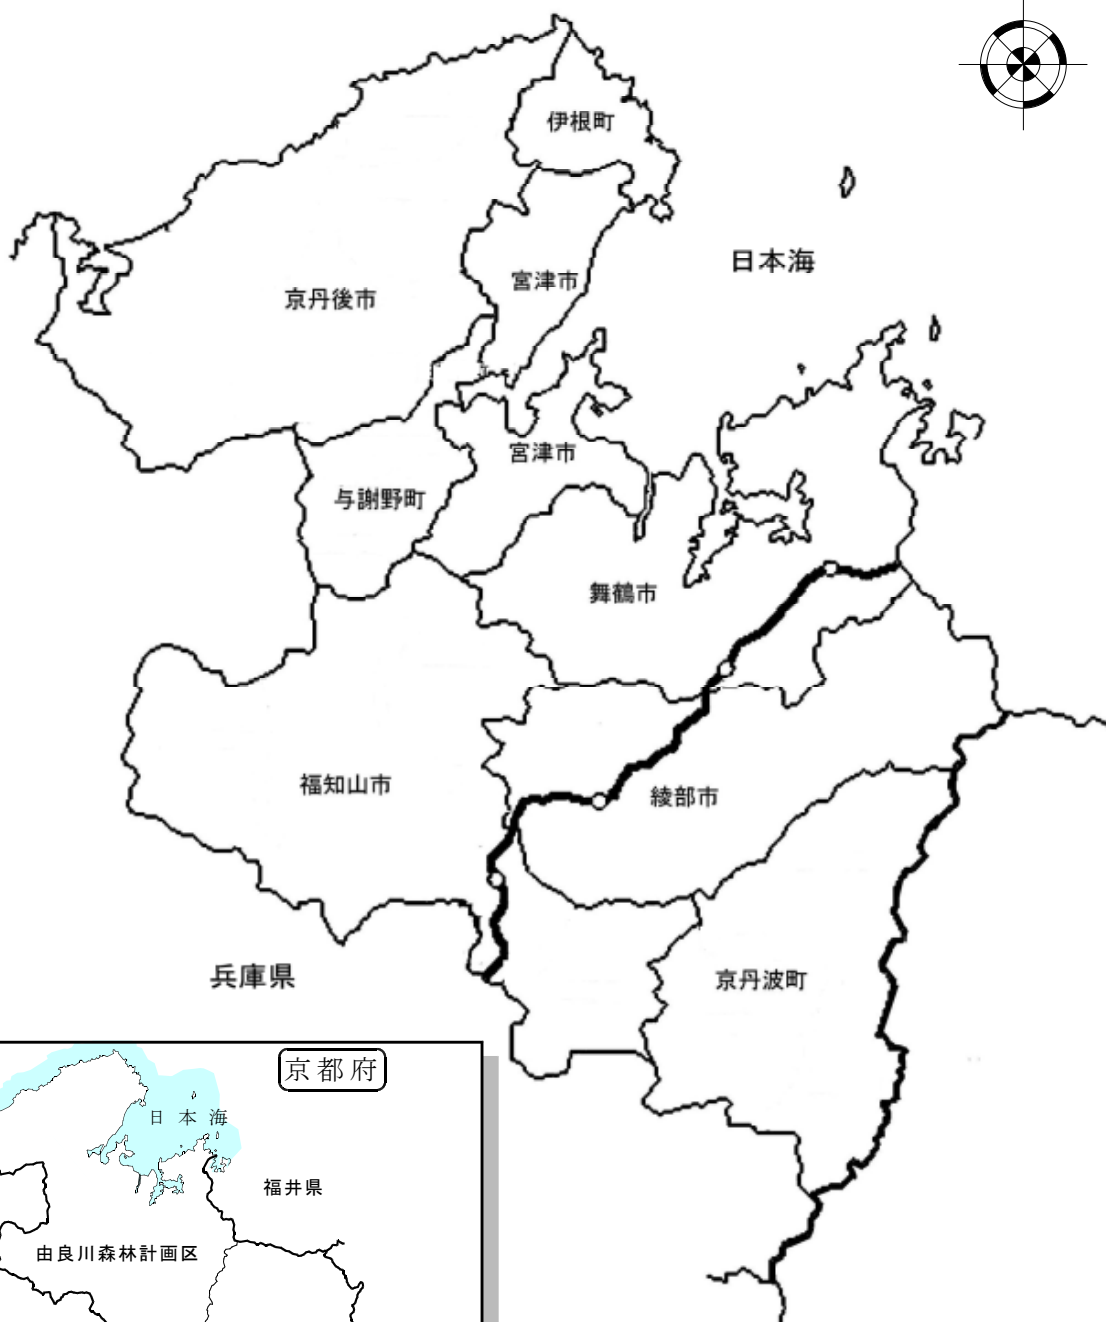 伊根町
日本海
宮津市
京丹後市
宮津市
与謝野町
舞鶴市
福知山市
綾部市
兵庫県
京丹波町
京都府
日本海
福井県
由良川森林計画区